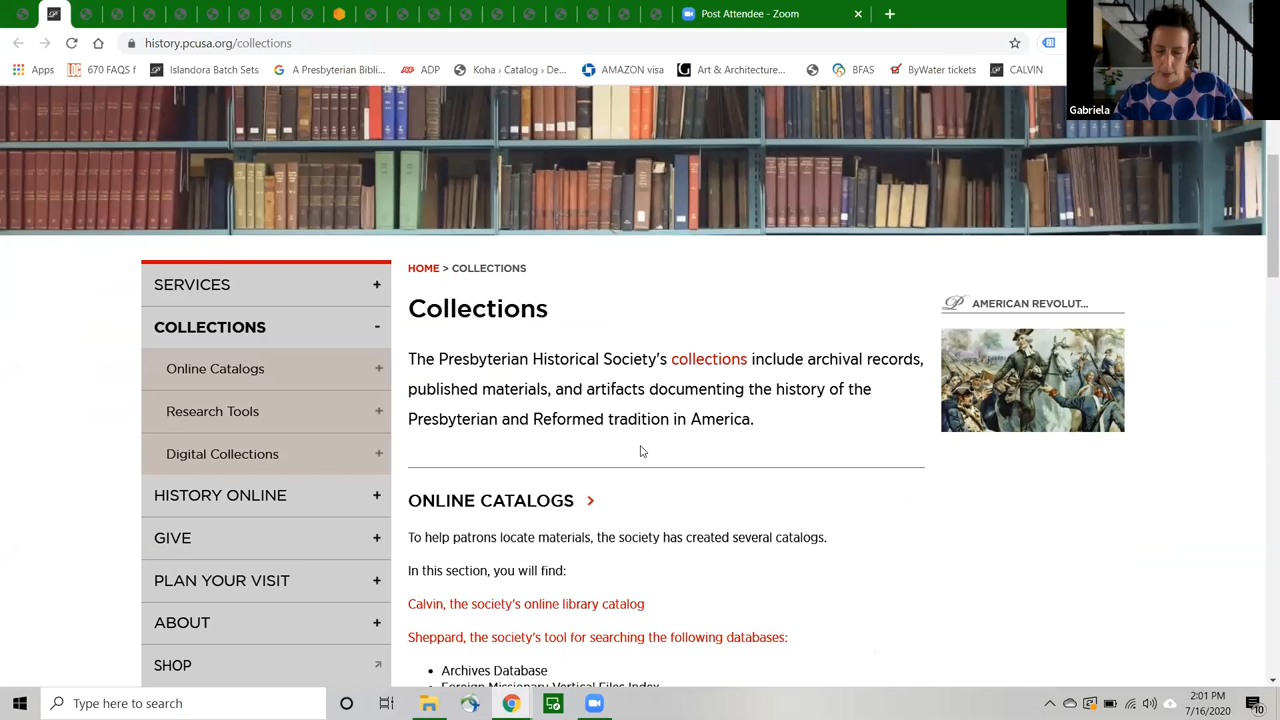 Post Attendee - Zoom
history.pcusa.org/collections
Apps
670 FAQS f
Islandora Batch Sets
A Presbyterian Bibli...
ADP
Koha › Catalog › De...
AMAZON visa
Art & Architecture...
BFAS
ByWater tickets
CALVIN
Gabriela
SERVICES +
COLLECTIONS -
Online Catalogs +
Research Tools +
Digital Collections +
HISTORY ONLINE +
GIVE +
PLAN YOUR VISIT +
ABOUT +
SHOP
HOME > COLLECTIONS
Collections
The Presbyterian Historical Society's collections include archival records,
published materials, and artifacts documenting the history of the
Presbyterian and Reformed tradition in America.
ONLINE CATALOGS
To help patrons locate materials, the society has created several catalogs.
In this section, you will find:
Calvin, the society's online library catalog
Sheppard, the society's tool for searching the following databases:
• Archives Database
Foreign Missionary Vertical Files Index
AMERICAN REVOLUT...
Type here to search
2:01 PM
7/16/2020
10